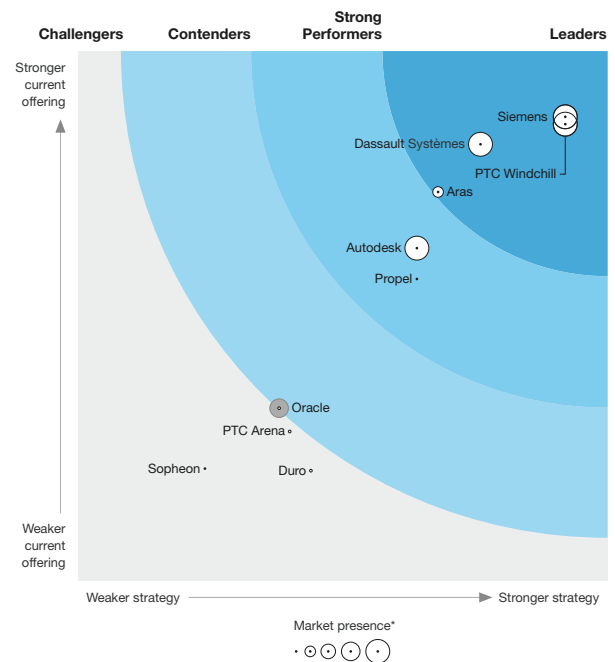 Challengers
Contenders
Strong
Performers
Leaders
Stronger
current
offering
Siemens
Dassault Systèmes
PTC Windchill
Aras
Autodesk
Propel
Oracle
PTC Arena
Sopheon
Duro
Weaker
current
offering
Weaker strategy
Stronger strategy
Market presence*